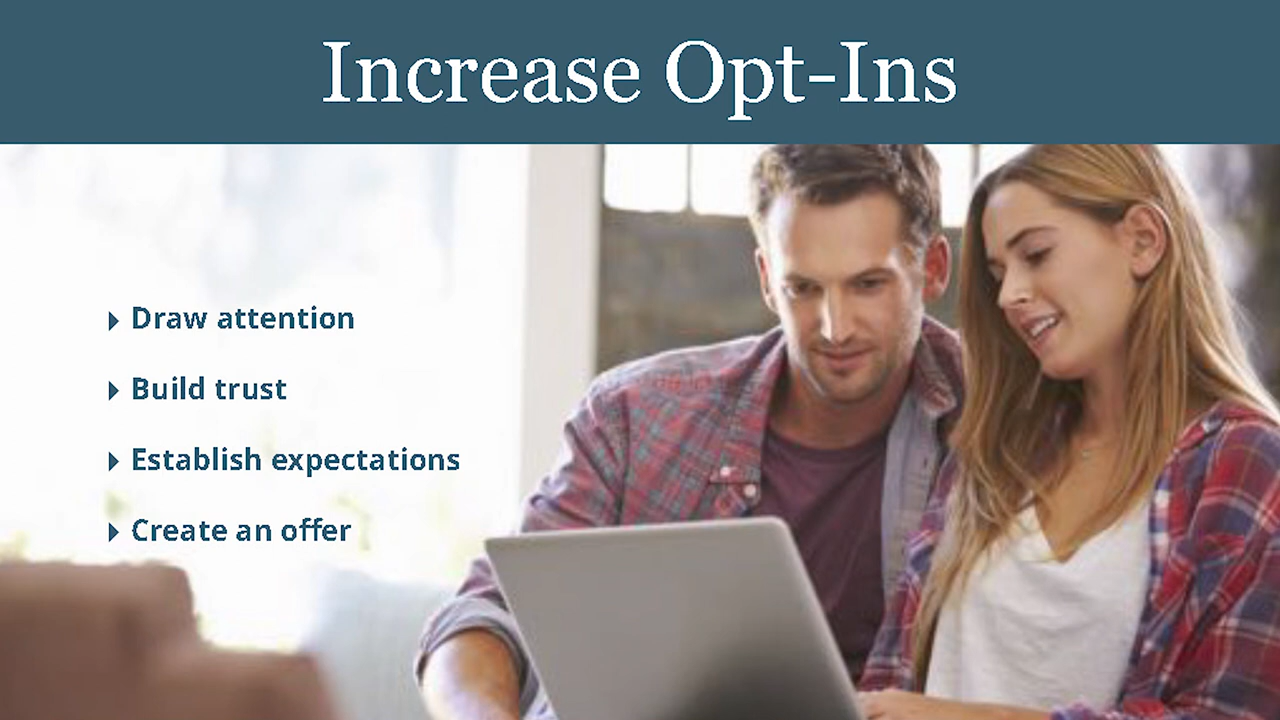 Increase Opt-Ins
Draw attention
Build trust
Establish expectations
Create an offer